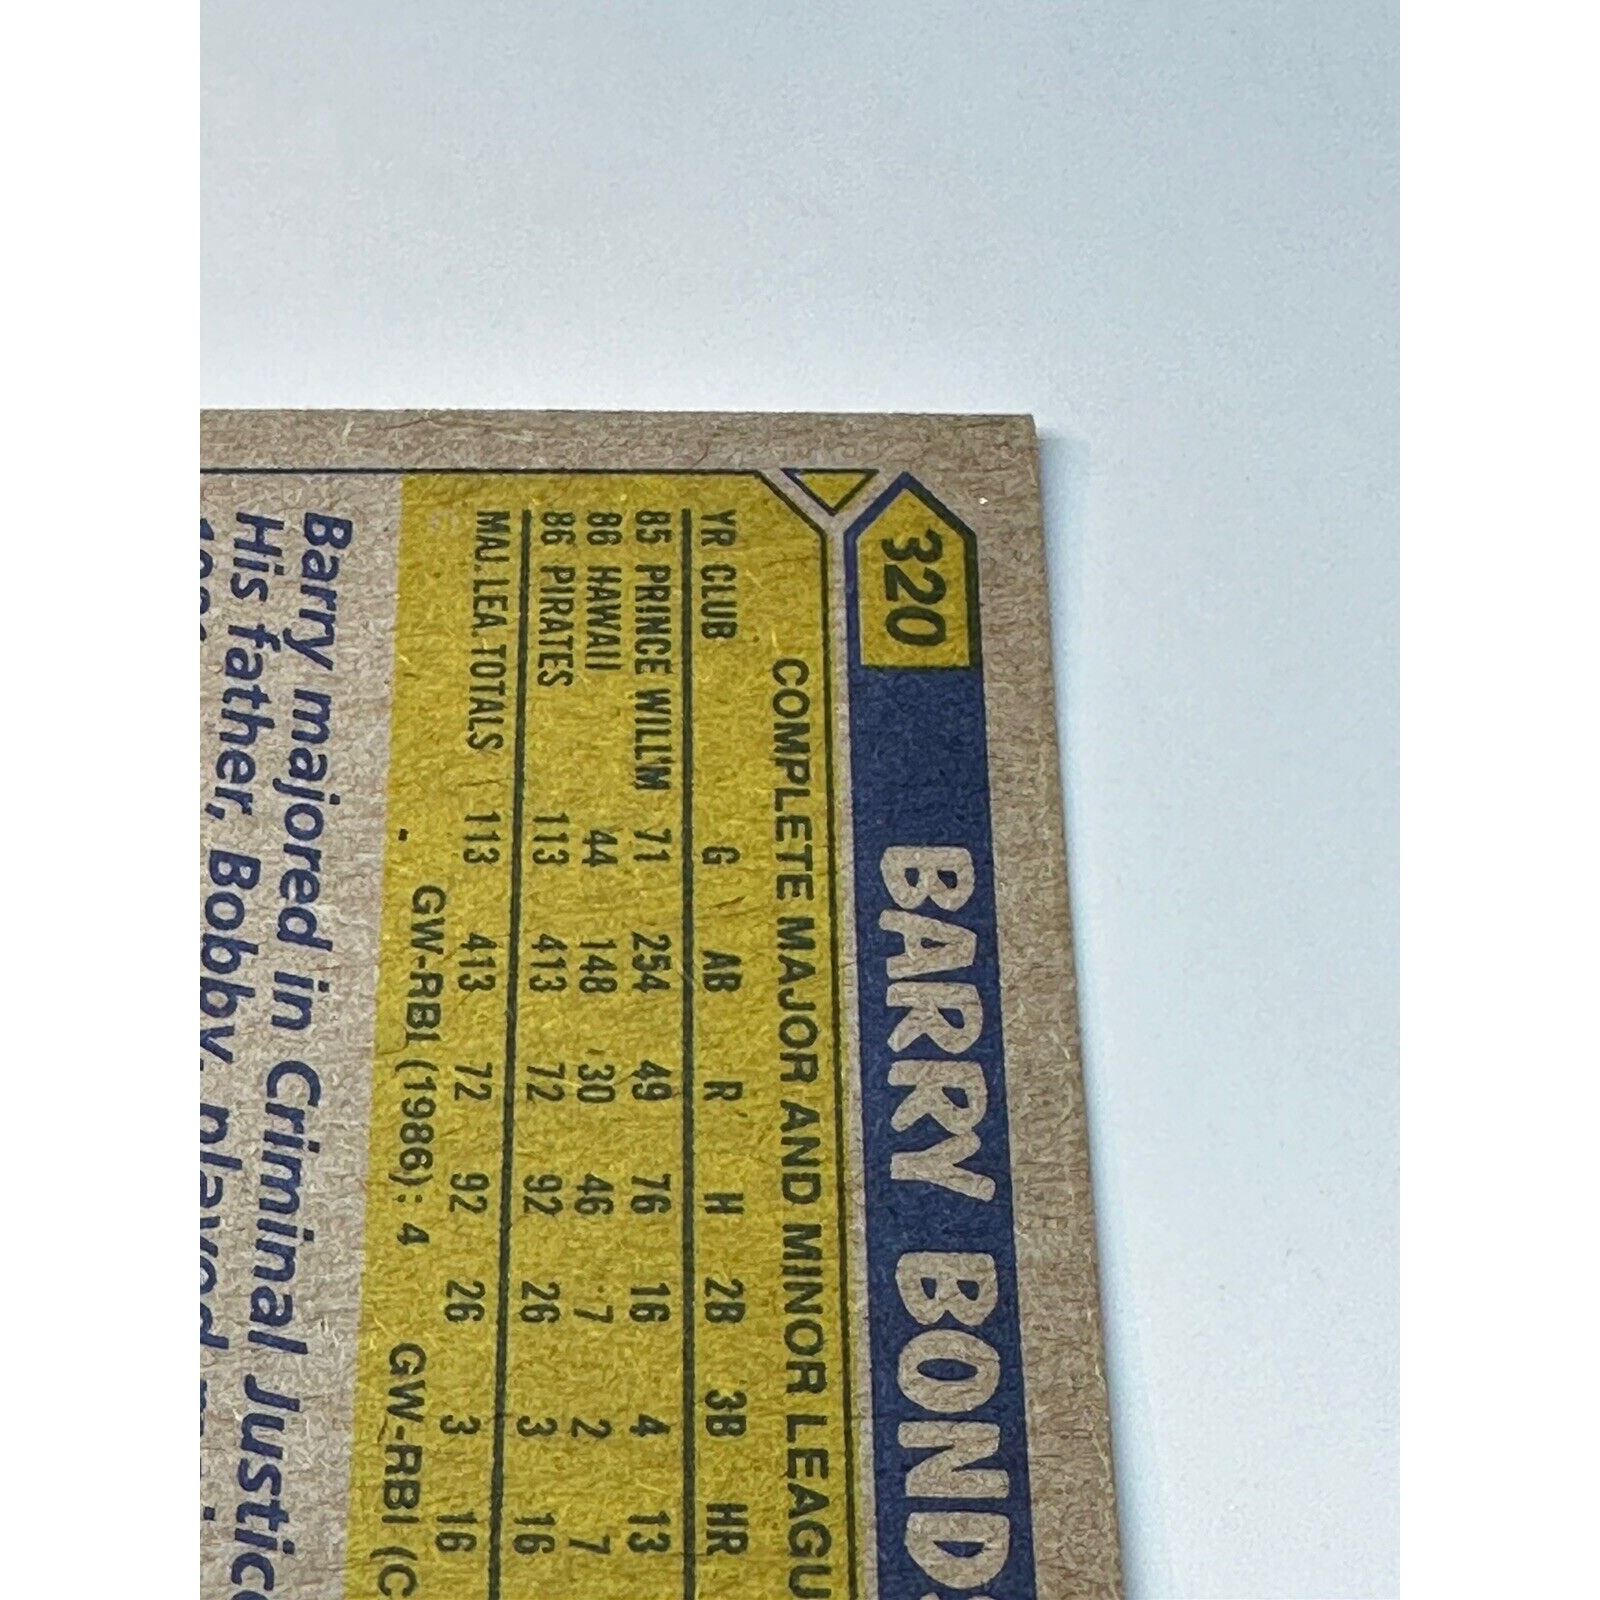 320 BARRY BONDS
COMPLETE MAJOR AND MINOR LEAGU
YR CLUB G AB R H 2B 3B HR
85 PRINCE WILL'M 71 254 49 76 16 4 13
86 HAWAII 44 148 30 46 7 2 7
86 PIRATES 113 413 72 92 26 3 16
MAJ. LEA. TOTALS 113 413 72 92 26 3 16
GW-RBI (1986): 4 GW-RBI (C
Barry majored in Criminal Justic
His father, Bobby, played